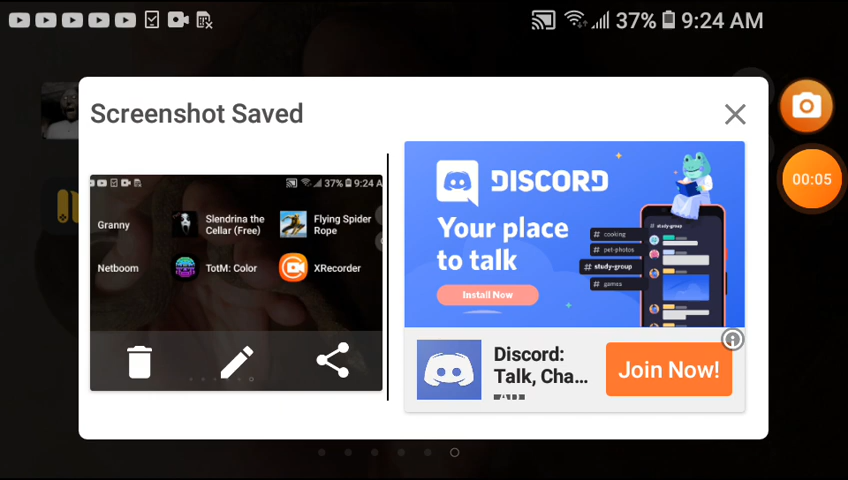 37% 9:24 AM
Screenshot Saved
00:05
37% 9:24 A
Granny
Slendrina the
Cellar (Free)
Flying Spider
Rope
Netboom
TotM: Color
XRecorder
DISCORD
Your place
to talk
Install Now
# cooking
# pet-photos
# study-group
# games
# study-group
Discord:
Talk, Cha...
Join Now!